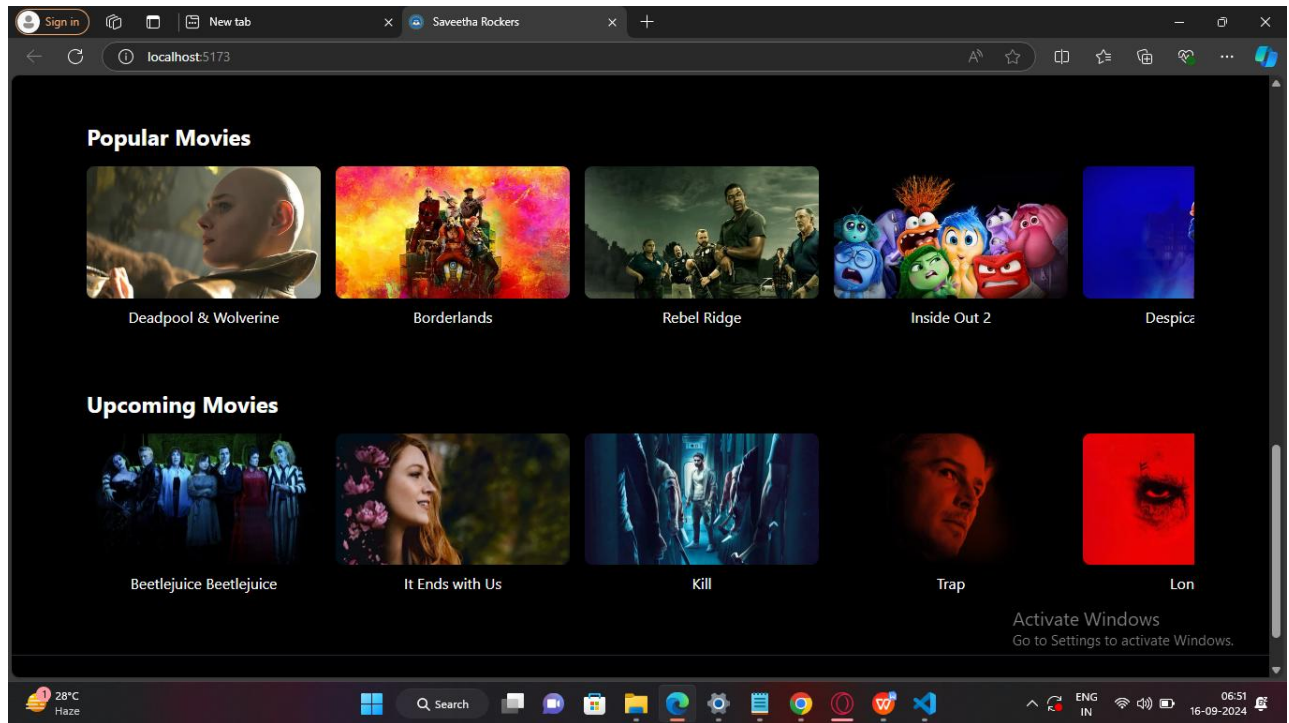 Sign in
New tab
Saveetha Rockers
localhost:5173
Popular Movies
Deadpool & Wolverine
Borderlands
Rebel Ridge
Inside Out 2
Despica
Upcoming Movies
Beetlejuice Beetlejuice
It Ends with Us
Kill
Trap
Lon
Activate Windows
Go to Settings to activate Windows.
1
28°C
Haze
Search
ENG
IN
06:51
16-09-2024